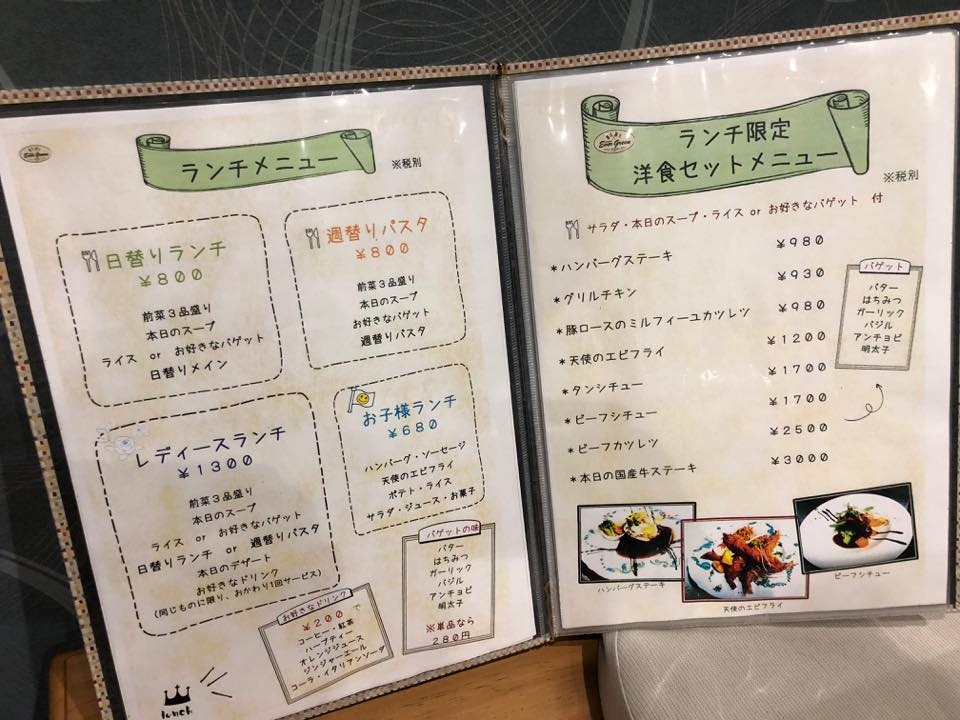 ランチメニュー
※税別
日替りランチ
￥800
前菜３品盛り
本日のスープ
ライス or お好きなバゲット
日替りメイン
週替りパスタ
￥800
前菜３品盛り
本日のスープ
お好きなバゲット
週替りパスタ
レディースランチ
￥1300
前菜３品盛り
本日のスープ
ライス or お好きなバゲット
日替りランチ or 週替りパスタ
本日のデザート
お好きなドリンク
(同じものに限り、おかわり1回サービス)
お子様ランチ
￥680
ハンバーグ・ソーセージ
天使のエビフライ
ポテト・ライス
サラダ・ジュース・お菓子
お好きなドリンク
￥200で
コーヒー・紅茶
ハーブティー
オレンジジュース
ジンジャーエール
コーラ・イタリアンソーダ
バゲットの味
バター
はちみつ
ガーリック
バジル
アンチョビ
明太子
※単品なら
280円
lunch
Eam Green
ランチ限定
洋食セットメニュー
※税別
サラダ・本日のスープ・ライス or お好きなバゲット 付
＊ハンバーグステーキ ￥980
＊グリルチキン ￥930
＊豚ロースのミルフィーユカツレツ ￥980
＊天使のエビフライ ￥1200
＊タンシチュー ￥1700
＊ビーフシチュー ￥1700
＊ビーフカツレツ ￥2500
＊本日の国産牛ステーキ ￥3000
バゲット
バター
はちみつ
ガーリック
バジル
アンチョビ
明太子
ハンバーグステーキ
天使のエビフライ
ビーフシチュー